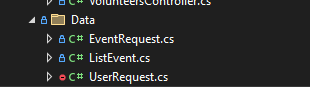 VolunteersController.cs
Data
C# EventRequest.cs
C# ListEvent.cs
C# UserRequest.cs